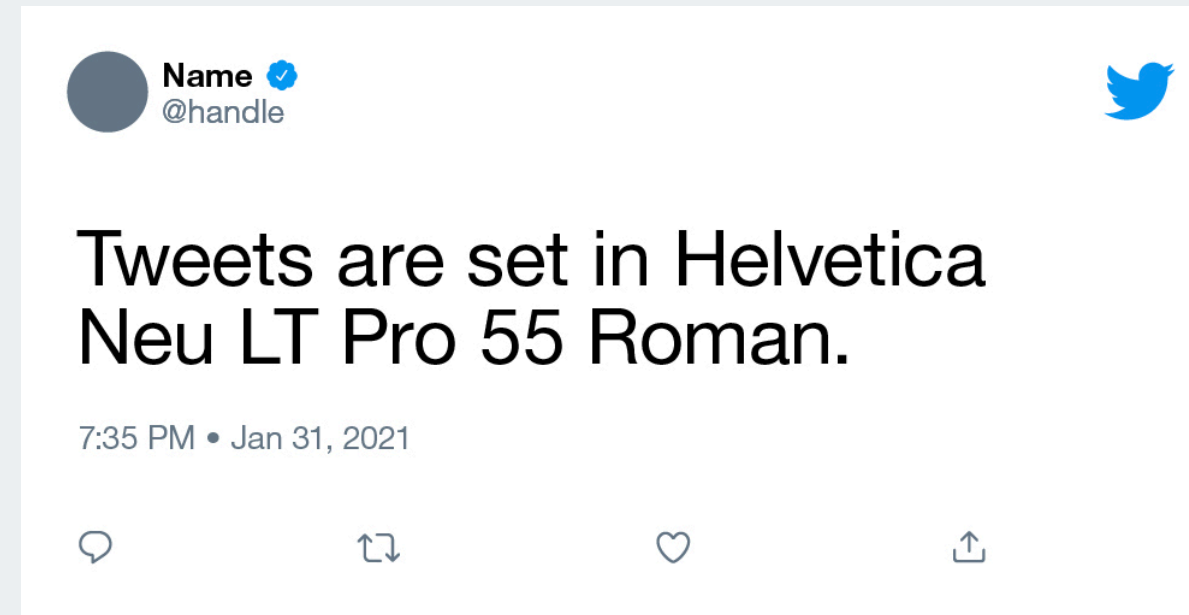 Name
@handle
Tweets are set in Helvetica
Neu LT Pro 55 Roman.
7:35 PM • Jan 31, 2021